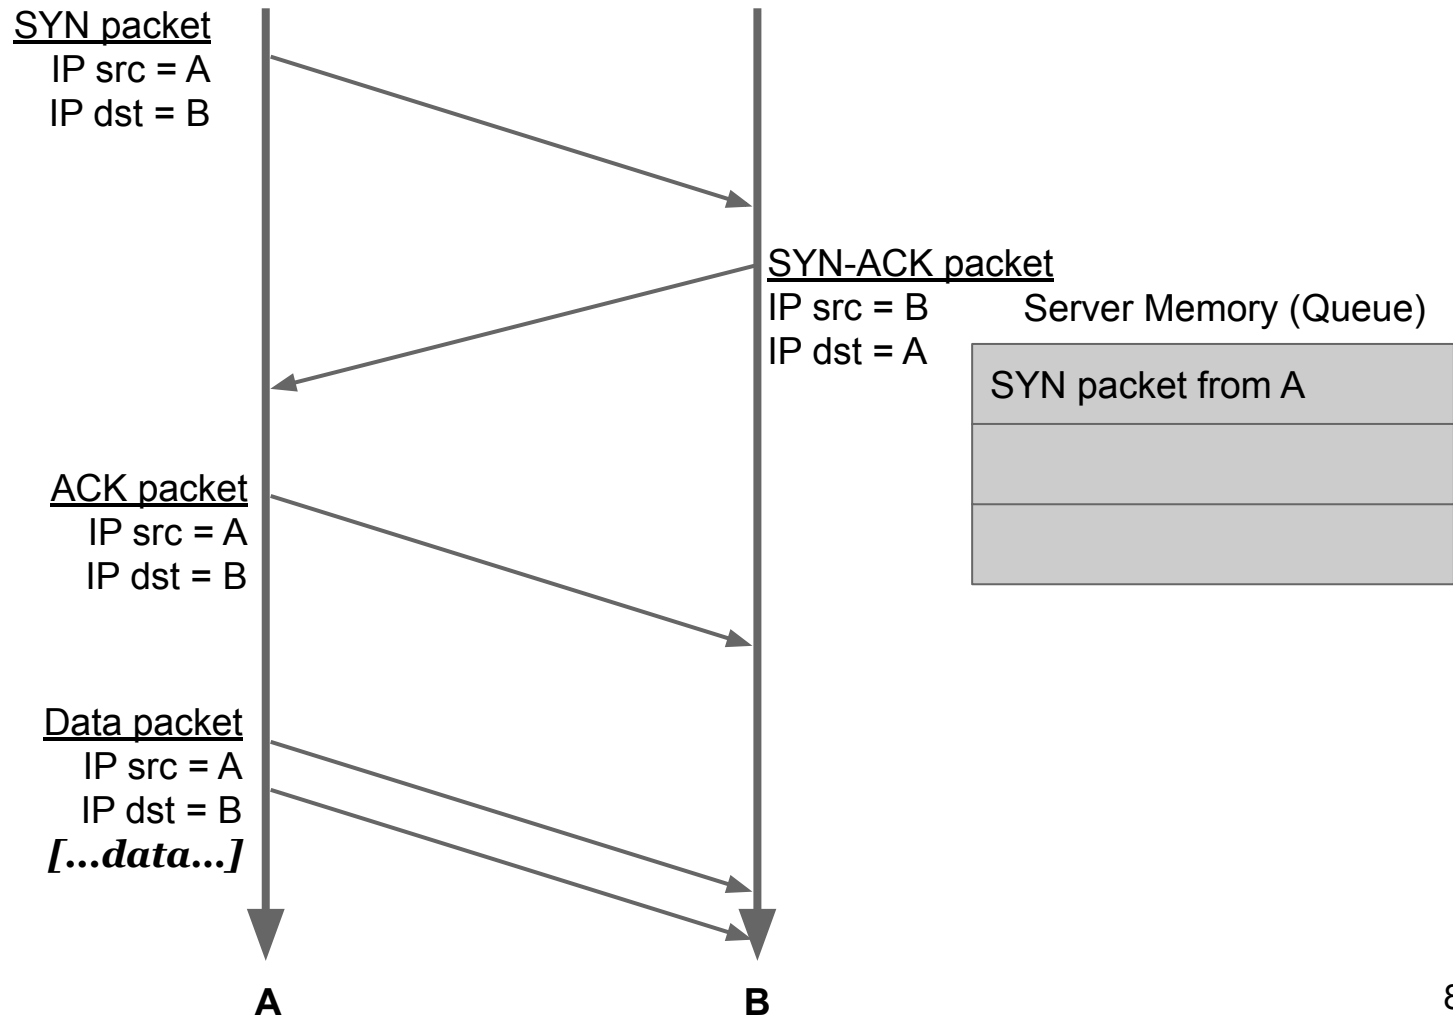 SYN packet
IP src = A
IP dst = B
SYN-ACK packet
IP src = B
IP dst = A
Server Memory (Queue)
SYN packet from A
ACK packet
IP src = A
IP dst = B
Data packet
IP src = A
IP dst = B
[...data...]
A
B
8